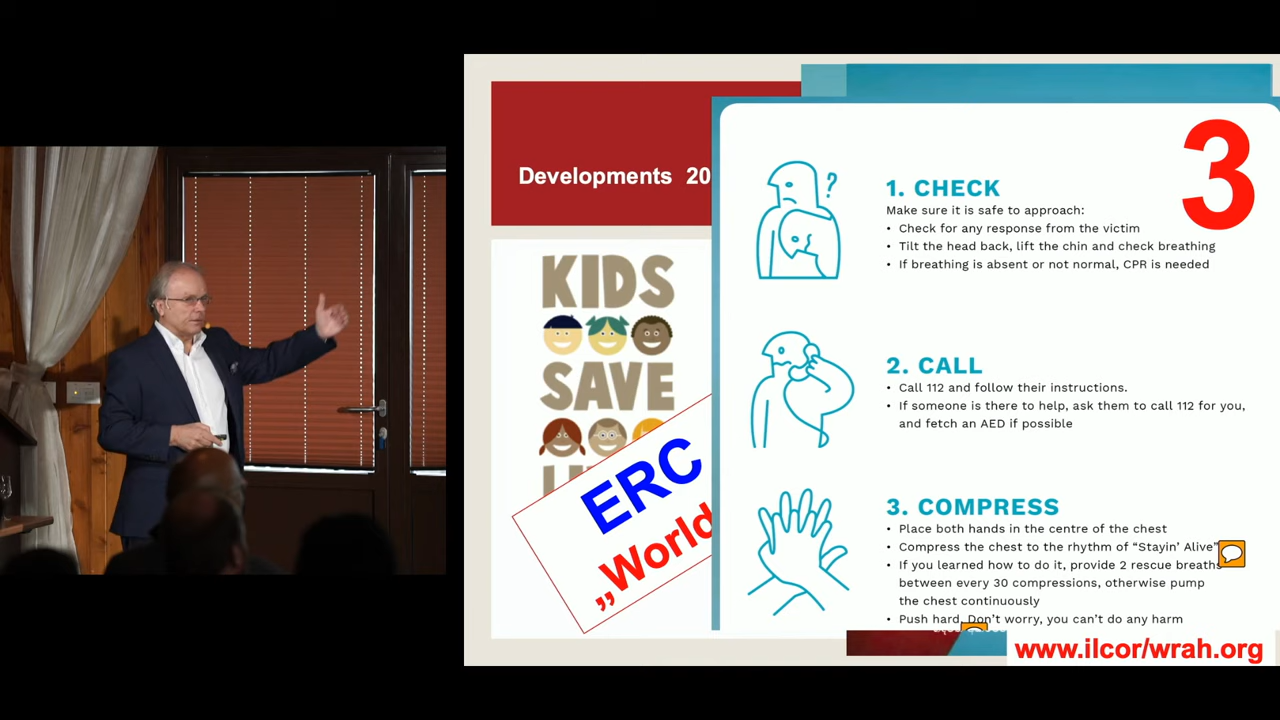 Developments 20
KIDS
SAVE
ERC
„World
3
1. CHECK
Make sure it is safe to approach:
• Check for any response from the victim
• Tilt the head back, lift the chin and check breathing
• If breathing is absent or not normal, CPR is needed
2. CALL
• Call 112 and follow their instructions.
• If someone is there to help, ask them to call 112 for you,
and fetch an AED if possible
3. COMPRESS
• Place both hands in the centre of the chest
• Compress the chest to the rhythm of “Stayin’ Alive”
• If you learned how to do it, provide 2 rescue breaths
between every 30 compressions, otherwise pump
the chest continuously
• Push hard. Don’t worry, you can’t do any harm
www.ilcor/wrah.org